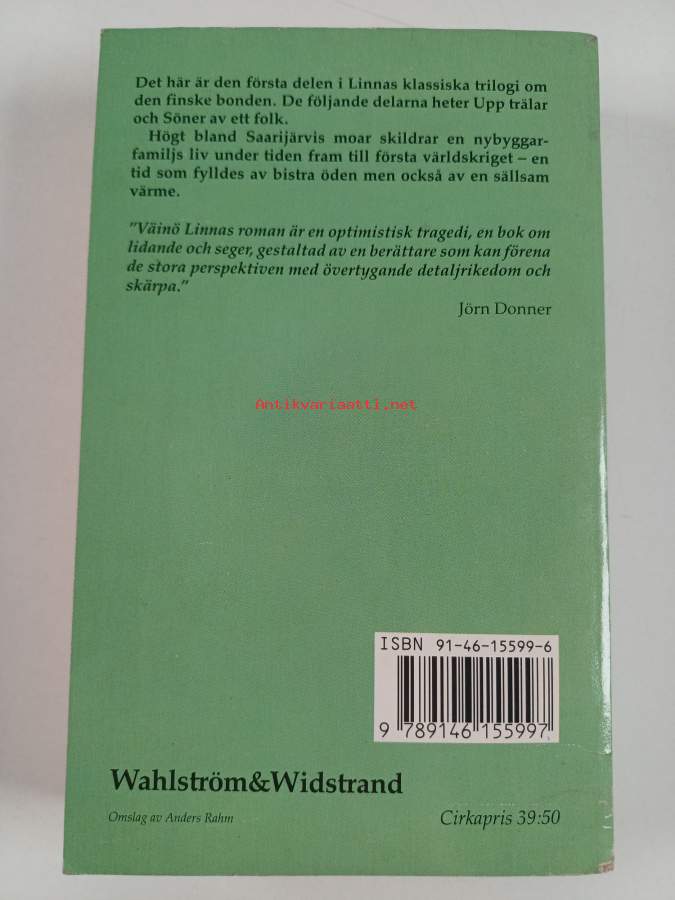 Det här är den första delen i Linnas klassiska trilogi om
den finske bonden. De följande delarna heter Upp trälar
och Söner av ett folk.
Högt bland Saarijärvis moar skildrar en nybyggar-
familjs liv under tiden fram till första världskriget – en
tid som fylldes av bistra öden men också av en sällsam
värme.
”Väinö Linnas roman är en optimistisk tragedi, en bok om
lidande och seger, gestaltad av en berättare som kan förena
de stora perspektiven med övertygande detaljrikedom och
skärpa.”
Jörn Donner
Antikvariaatti.net
ISBN 91-46-15599-6
9 789146 155997
Wahlström&Widstrand
Omslag av Anders Rahm
Cirkapris 39:50